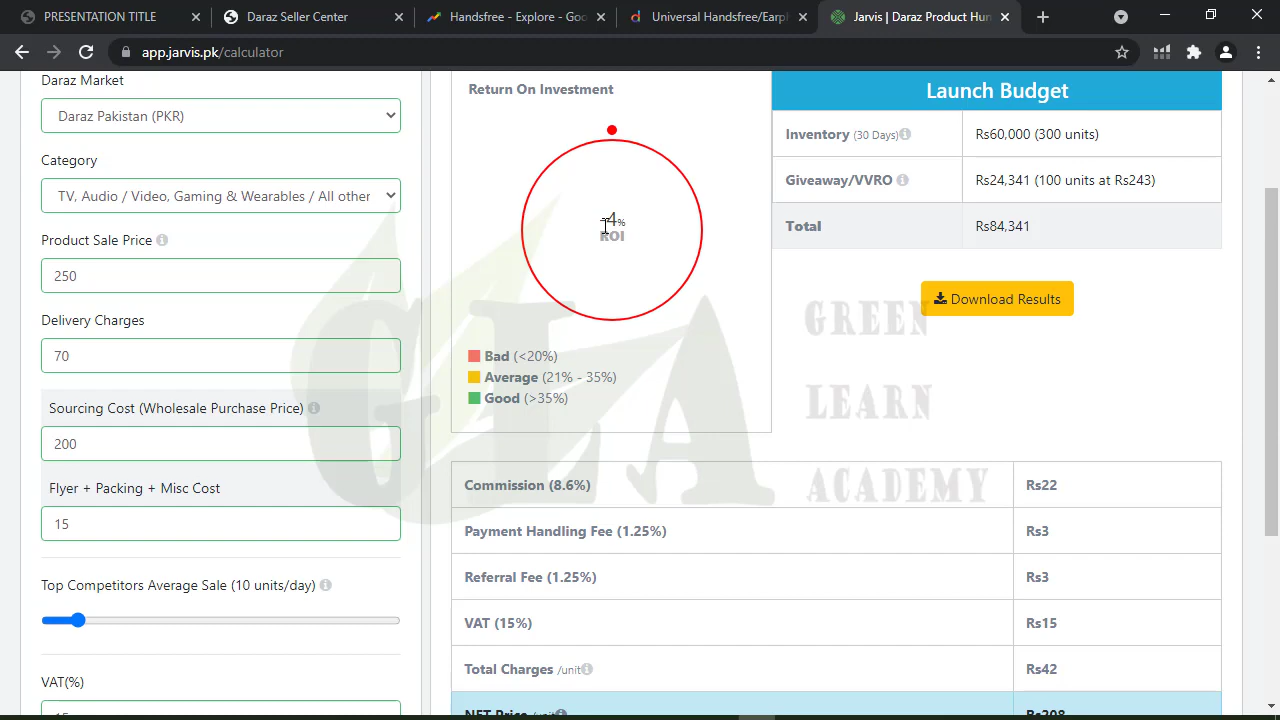 PRESENTATION TITLE
Daraz Seller Center
Handsfree - Explore - Goo
Universal Handsfree/Earph
Jarvis | Daraz Product Hun
app.jarvis.pk/calculator
Daraz Market
Daraz Pakistan (PKR)
Category
TV, Audio / Video, Gaming & Wearables / All other
Product Sale Price
250
Delivery Charges
70
Sourcing Cost (Wholesale Purchase Price)
200
Flyer + Packing + Misc Cost
15
Top Competitors Average Sale (10 units/day)
VAT(%)
Return On Investment
-4%
ROI
Bad (<20%)
Average (21% - 35%)
Good (>35%)
Launch Budget
Inventory (30 Days) Rs60,000 (300 units)
Giveaway/VVRO Rs24,341 (100 units at Rs243)
Total Rs84,341
Download Results
GLA
GREEN
LEARN
ACADEMY
Commission (8.6%) Rs22
Payment Handling Fee (1.25%) Rs3
Referral Fee (1.25%) Rs3
VAT (15%) Rs15
Total Charges /unit Rs42
NET Price /unit Rs208